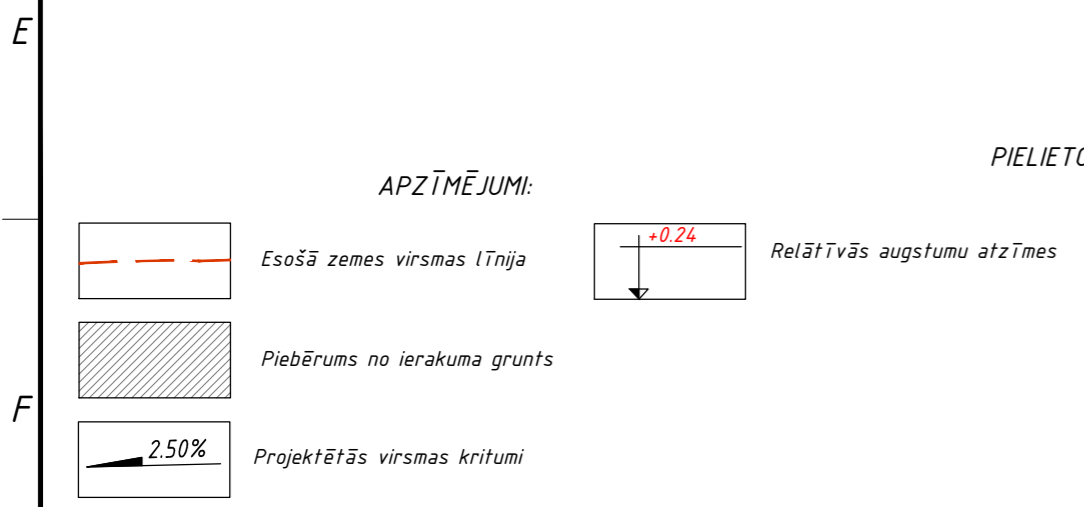 E
PIELIETO
APZĪMĒJUMI:
Esošā zemes virsmas līnija
+0.24
Relātīvās augstumu atzīmes
Piebērums no ierakuma grunts
F
2.50%
Projektētās virsmas kritumi